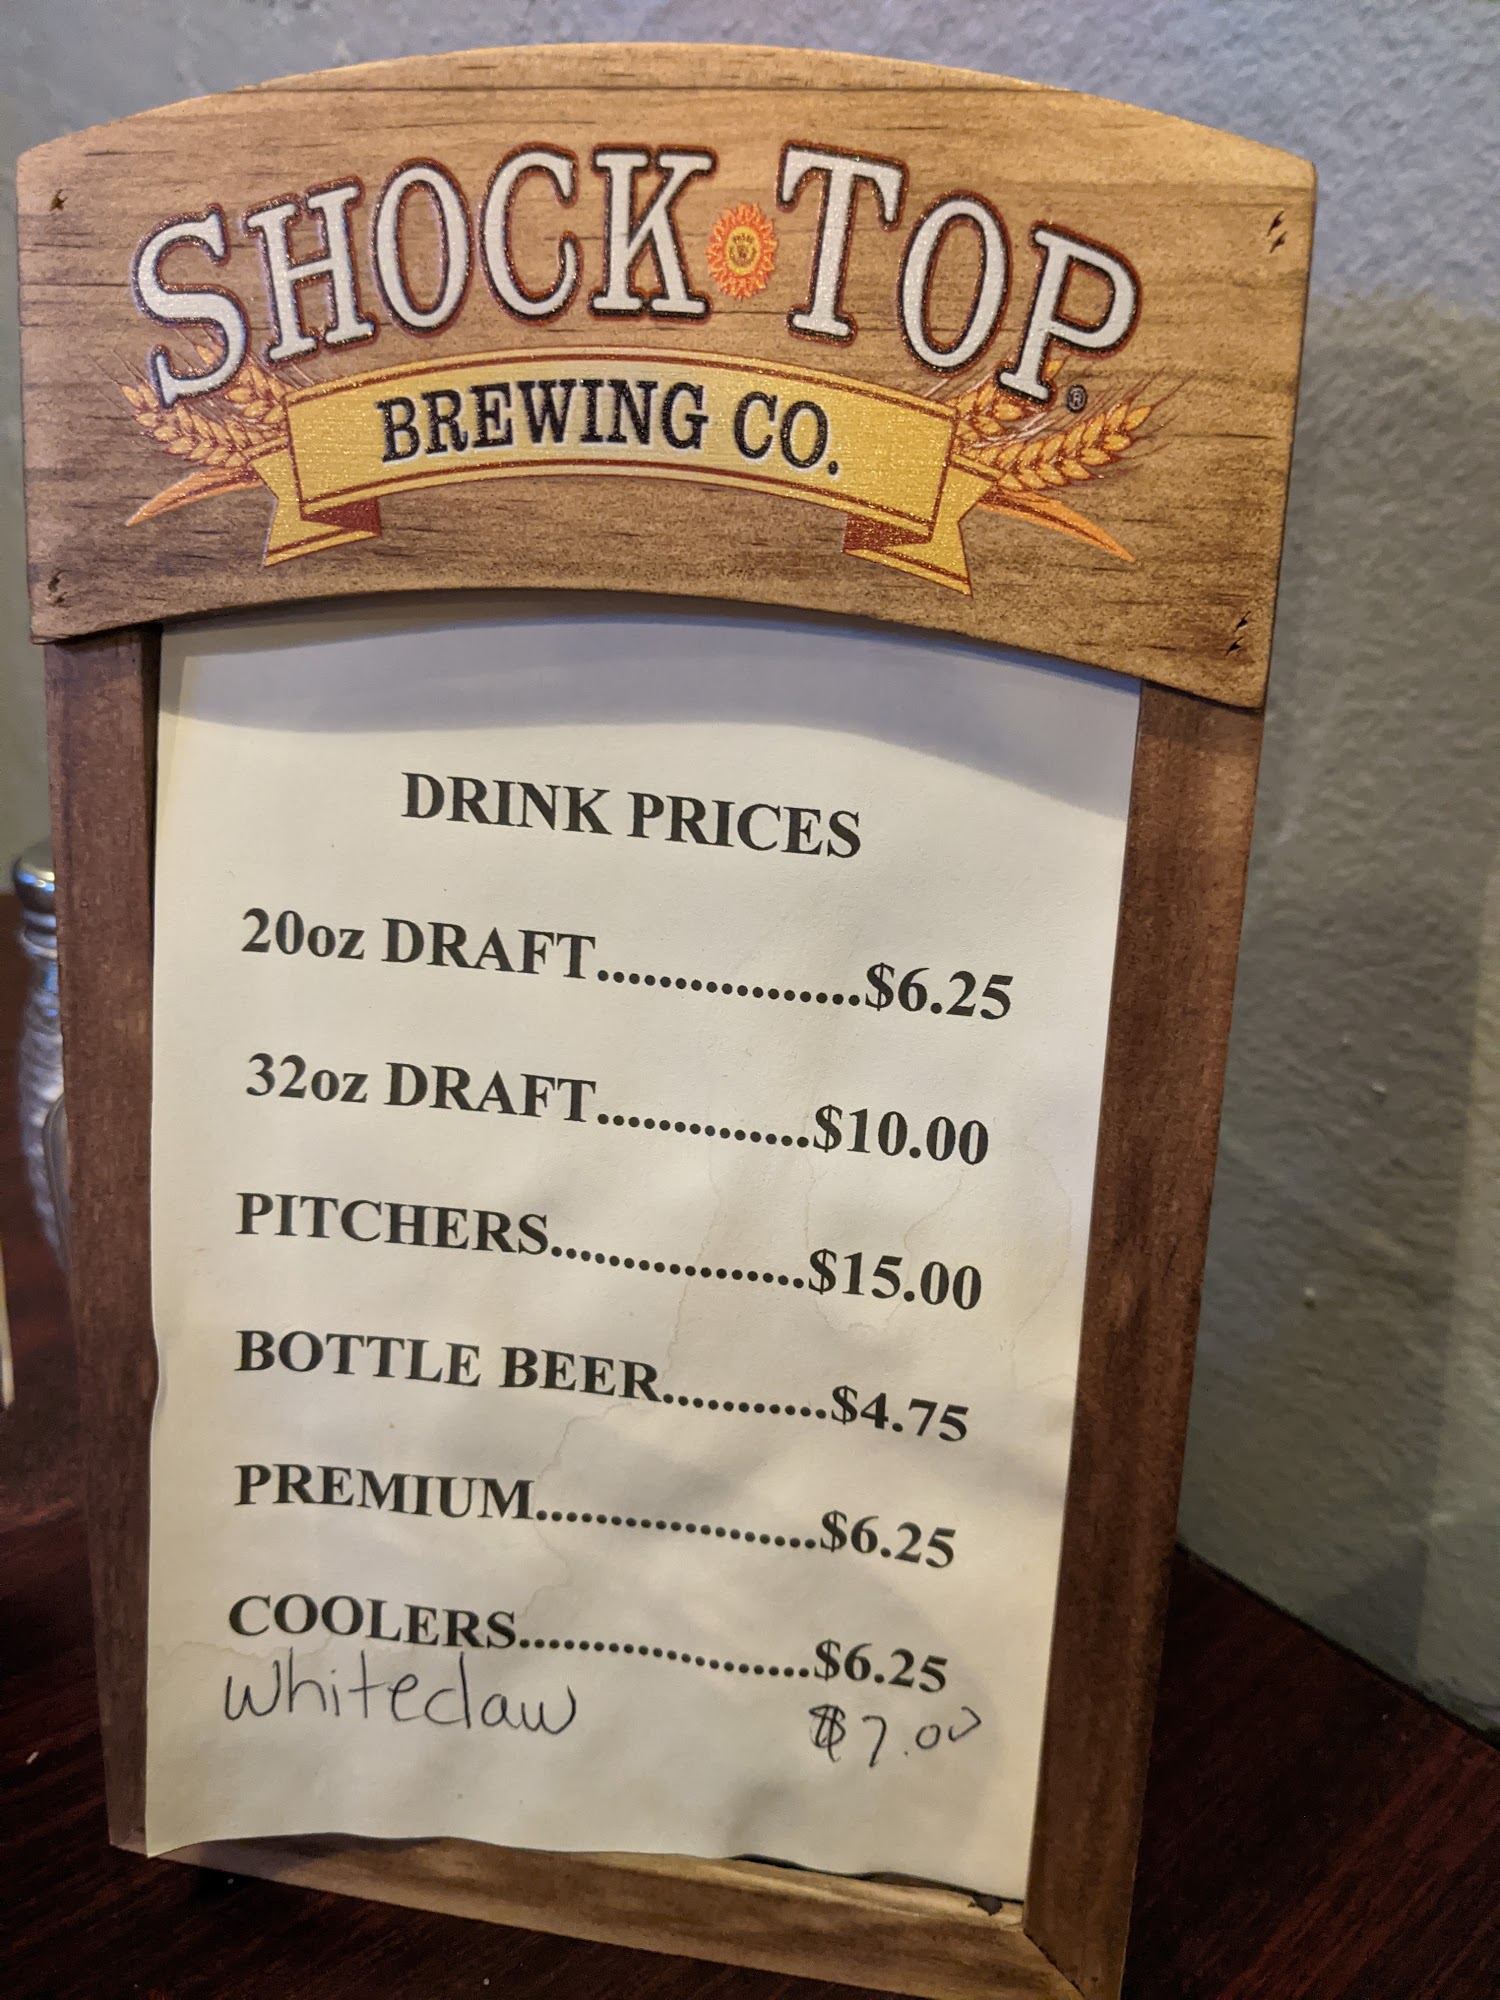 SHOCK TOP
®
BREWING CO.
DRINK PRICES
20oz DRAFT.................$6.25
32oz DRAFT..............$10.00
PITCHERS.................$15.00
BOTTLE BEER...........$4.75
PREMIUM...................$6.25
COOLERS...................$6.25
Whiteclaw $7.00